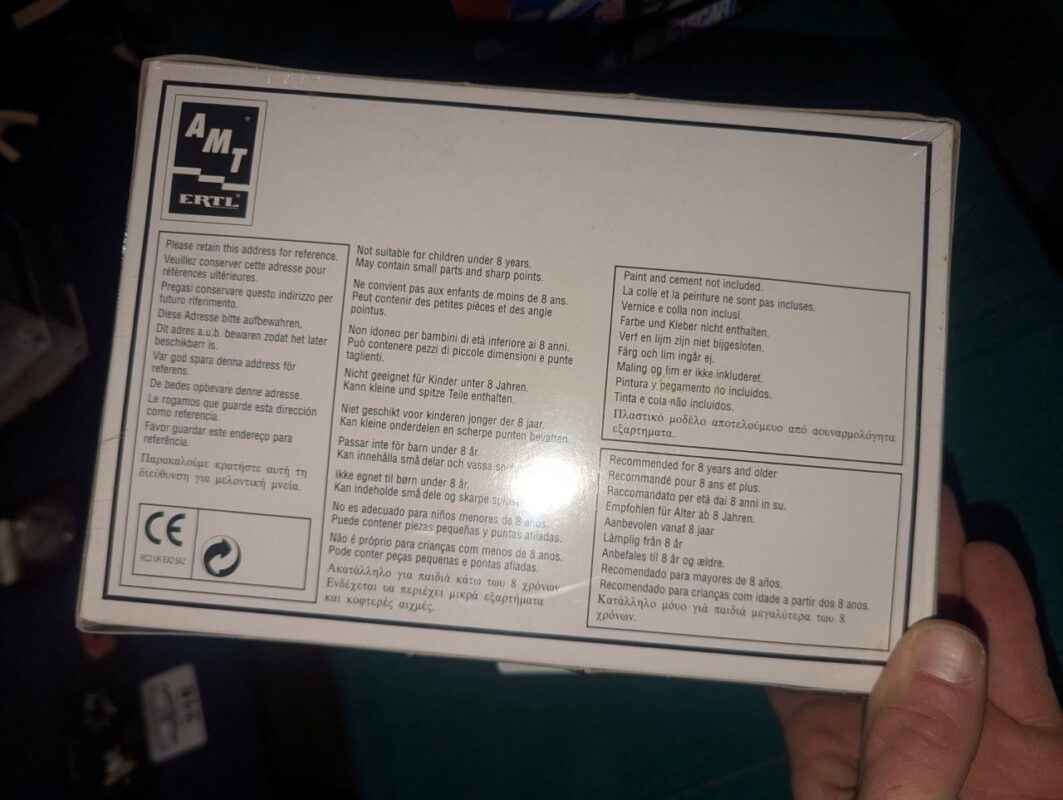 AMT
ERTL
Please retain this address for reference.
Veuillez conserver cette adresse pour
références ultérieures.
Pregasi conservare questo indirizzo per
futuro riferimento.
Diese Adresse bitte aufbewahren.
Dit adres a.u.b. bewaren zodat het later
beschikbarr is.
Var god spara denna address för
referens.
De bedes opbevare denne adresse.
Le rogamos que guarde esta dirección
como referencia.
Favor guardar este endereço para
referência.
Παρακαλούμε κρατήστε αυτή τη
διεύθυνση για μελοντική μνεία.
CE
Not suitable for children under 8 years.
May contain small parts and sharp points.
Ne convient pas aux enfants de moins de 8 ans.
Peut contenir des petites pièces et des angle
pointus.
Non idoneo per bambini di età inferiore ai 8 anni.
Può contenere pezzi di piccole dimensioni e punte
taglienti.
Nicht geeignet für Kinder unter 8 Jahren.
Kann kleine und spitze Teile enthalten.
Niet geschikt voor kinderen jonger der 8 jaar.
Kan kleine onderdelen en scherpe punten bevatten.
Passar inte för barn under 8 år.
Kan innehålla små delar och vassa
Ikke egnet til børn under 8 år.
Kan indeholde små dele og skarpe
No es adecuado para niños menores de 8 años.
Puede contener piezas pequeñas y puntas afiladas.
Não é próprio para crianças com menos de 8 anos.
Pode conter peças pequenas e pontas afiadas.
Ακατάλληλο για παιδιά κάτω των 8 χρόνων.
Ενδέχεται να περιέχει μικρά εξαρτήματα
και κοφτερές αιχμές.
Paint and cement not included.
La colle et la peinture ne sont pas incluses.
Vernice e colla non inclusi.
Farbe und Kleber nicht enthalten.
Verf en lijm zijn niet bijgesloten.
Färg och lim ingår ej.
Maling og lim er ikke inkluderet.
Pintura y pegamento no incluidos.
Tinta e cola não incluídos.
Πλαστικό μοδέλο αποτελούμενο από ασυναρμολόγητα
εξαρτηματα.
Recommended for 8 years and older
Recommandé pour 8 ans et plus.
Raccomandato per età dai 8 anni in su.
Empfohlen für Alter ab 8 Jahren.
Aanbevolen vanaf 8 jaar
Lämplig från 8 år
Anbefales til 8 år og ældre.
Recomendado para mayores de 8 años.
Recomendado para crianças com idade a partir dos 8 anos.
Κατάλληλο μόνο γιά παιδιά μεγαλύτερα των 8
χρόνων.